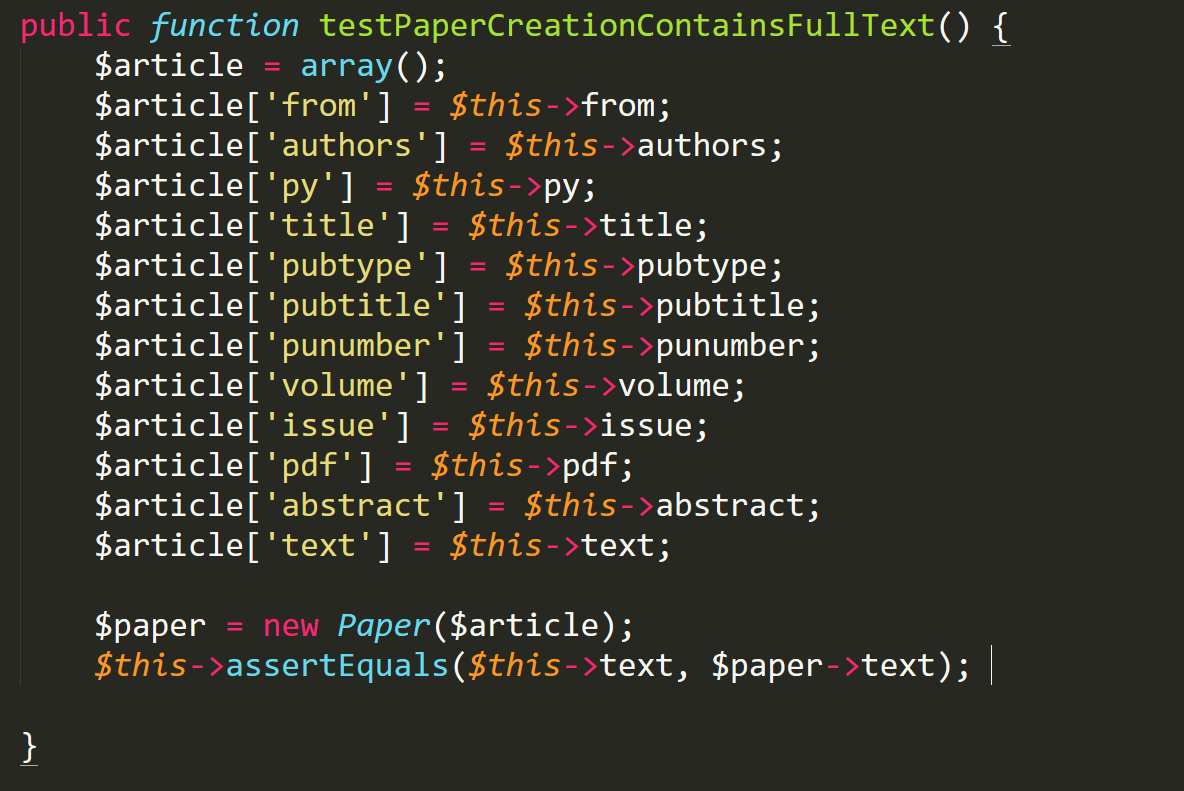 public function testPaperCreationContainsFullText() {
$article = array();
$article['from'] = $this->from;
$article['authors'] = $this->authors;
$article['py'] = $this->py;
$article['title'] = $this->title;
$article['pubtype'] = $this->pubtype;
$article['pubtitle'] = $this->pubtitle;
$article['punumber'] = $this->punumber;
$article['volume'] = $this->volume;
$article['issue'] = $this->issue;
$article['pdf'] = $this->pdf;
$article['abstract'] = $this->abstract;
$article['text'] = $this->text;
$paper = new Paper($article);
$this->assertEquals($this->text, $paper->text);
}